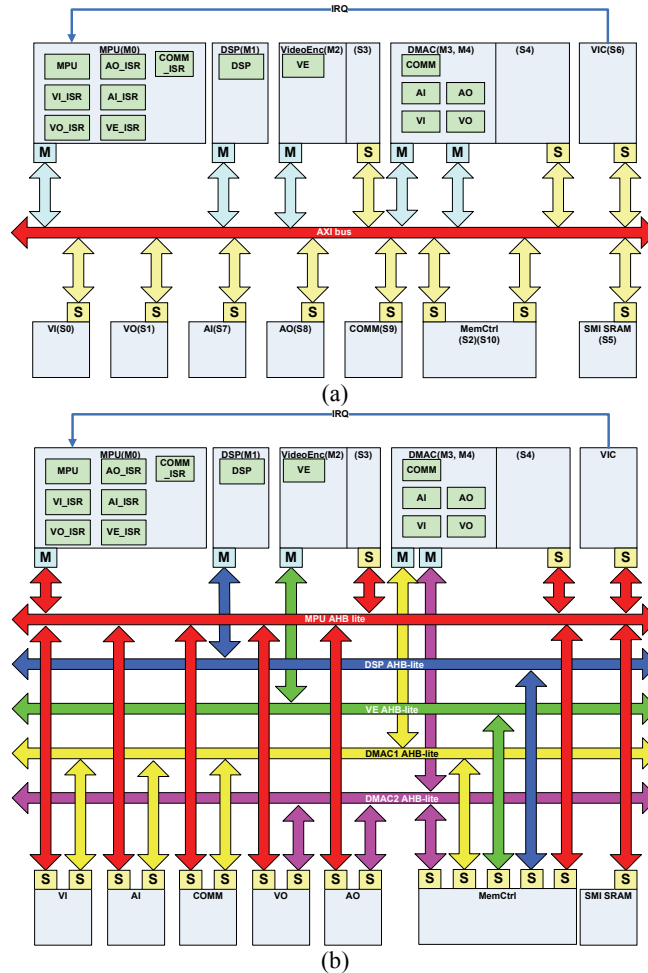 IRQ
MPU(M0) DSP(M1) VideoEnc(M2) (S3) DMAC(M3, M4) (S4) VIC(S6)
MPU AO_ISR COMM _ISR DSP VE COMM
VI_ISR AI_ISR AI AO
VO_ISR VE_ISR VI VO
M M M S M M S S
AXI bus
S S S S S S S S
VI(S0) VO(S1) AI(S7) AO(S8) COMM(S9) MemCtrl SMI SRAM
(S2)(S10) (S5)
(a)
IRQ
MPU(M0) DSP(M1) VideoEnc(M2) (S3) DMAC(M3, M4) (S4) VIC
MPU AO_ISR COMM _ISR DSP VE COMM
VI_ISR AI_ISR AI AO
VO_ISR VE_ISR VI VO
M M M S M M S S
MPU AHB lite
DSP AHB-lite
VE AHB-lite
DMAC1 AHB-lite
DMAC2 AHB-lite
S S S S S S S S S S S S S S S S
VI AI COMM VO AO MemCtrl SMI SRAM
(b)